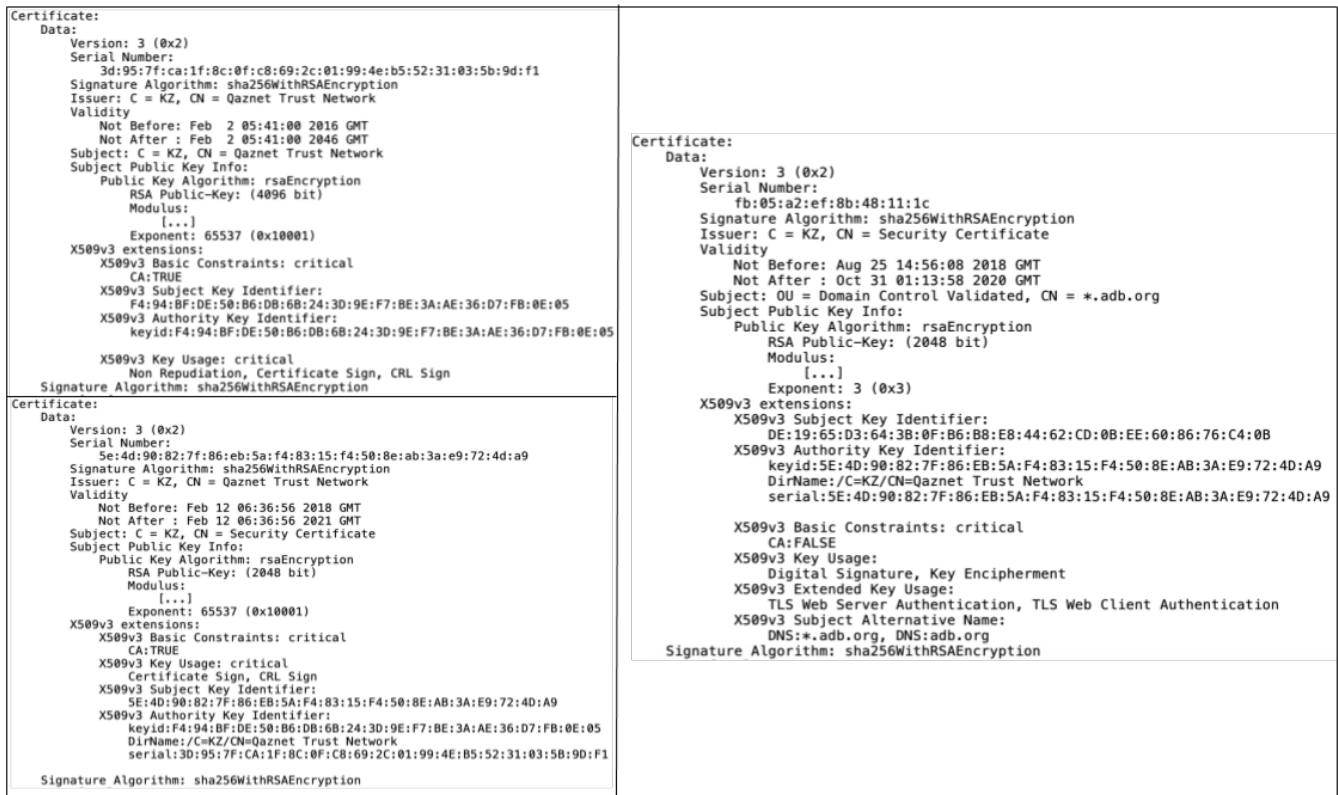 Certificate:
Data:
Version: 3 (0x2)
Serial Number:
3d:95:7f:ca:1f:8c:0f:c8:69:2c:01:99:4e:b5:52:31:03:5b:9d:f1
Signature Algorithm: sha256WithRSAEncryption
Issuer: C = KZ, CN = Qaznet Trust Network
Validity
Not Before: Feb  2 05:41:00 2016 GMT
Not After : Feb  2 05:41:00 2046 GMT
Subject: C = KZ, CN = Qaznet Trust Network
Subject Public Key Info:
Public Key Algorithm: rsaEncryption
RSA Public-Key: (4096 bit)
Modulus:
[...]
Exponent: 65537 (0x10001)
X509v3 extensions:
X509v3 Basic Constraints: critical
CA:TRUE
X509v3 Subject Key Identifier:
F4:94:BF:DE:50:B6:DB:6B:24:3D:9E:F7:BE:3A:AE:36:D7:FB:0E:05
X509v3 Authority Key Identifier:
keyid:F4:94:BF:DE:50:B6:DB:6B:24:3D:9E:F7:BE:3A:AE:36:D7:FB:0E:05
X509v3 Key Usage: critical
Non Repudiation, Certificate Sign, CRL Sign
Signature Algorithm: sha256WithRSAEncryption
Certificate:
Data:
Version: 3 (0x2)
Serial Number:
5e:4d:90:82:7f:86:eb:5a:f4:83:15:f4:50:8e:ab:3a:e9:72:4d:a9
Signature Algorithm: sha256WithRSAEncryption
Issuer: C = KZ, CN = Qaznet Trust Network
Validity
Not Before: Feb 12 06:36:56 2018 GMT
Not After : Feb 12 06:36:56 2021 GMT
Subject: C = KZ, CN = Security Certificate
Subject Public Key Info:
Public Key Algorithm: rsaEncryption
RSA Public-Key: (2048 bit)
Modulus:
[...]
Exponent: 65537 (0x10001)
X509v3 extensions:
X509v3 Basic Constraints: critical
CA:TRUE
X509v3 Key Usage: critical
Certificate Sign, CRL Sign
X509v3 Subject Key Identifier:
5E:4D:90:82:7F:86:EB:5A:F4:83:15:F4:50:8E:AB:3A:E9:72:4D:A9
X509v3 Authority Key Identifier:
keyid:F4:94:BF:DE:50:B6:DB:6B:24:3D:9E:F7:BE:3A:AE:36:D7:FB:0E:05
DirName:/C=KZ/CN=Qaznet Trust Network
serial:3D:95:7F:CA:1F:8C:0F:C8:69:2C:01:99:4E:B5:52:31:03:5B:9D:F1
Signature Algorithm: sha256WithRSAEncryption
Certificate:
Data:
Version: 3 (0x2)
Serial Number:
fb:05:a2:ef:8b:48:11:1c
Signature Algorithm: sha256WithRSAEncryption
Issuer: C = KZ, CN = Security Certificate
Validity
Not Before: Aug 25 14:56:08 2018 GMT
Not After : Oct 31 01:13:58 2020 GMT
Subject: OU = Domain Control Validated, CN = *.adb.org
Subject Public Key Info:
Public Key Algorithm: rsaEncryption
RSA Public-Key: (2048 bit)
Modulus:
[...]
Exponent: 3 (0x3)
X509v3 extensions:
X509v3 Subject Key Identifier:
DE:19:65:D3:64:3B:0F:B6:B8:E8:44:62:CD:0B:EE:60:86:76:C4:0B
X509v3 Authority Key Identifier:
keyid:5E:4D:90:82:7F:86:EB:5A:F4:83:15:F4:50:8E:AB:3A:E9:72:4D:A9
DirName:/C=KZ/CN=Qaznet Trust Network
serial:5E:4D:90:82:7F:86:EB:5A:F4:83:15:F4:50:8E:AB:3A:E9:72:4D:A9
X509v3 Basic Constraints: critical
CA:FALSE
X509v3 Key Usage:
Digital Signature, Key Encipherment
X509v3 Extended Key Usage:
TLS Web Server Authentication, TLS Web Client Authentication
X509v3 Subject Alternative Name:
DNS:*.adb.org, DNS:adb.org
Signature Algorithm: sha256WithRSAEncryption